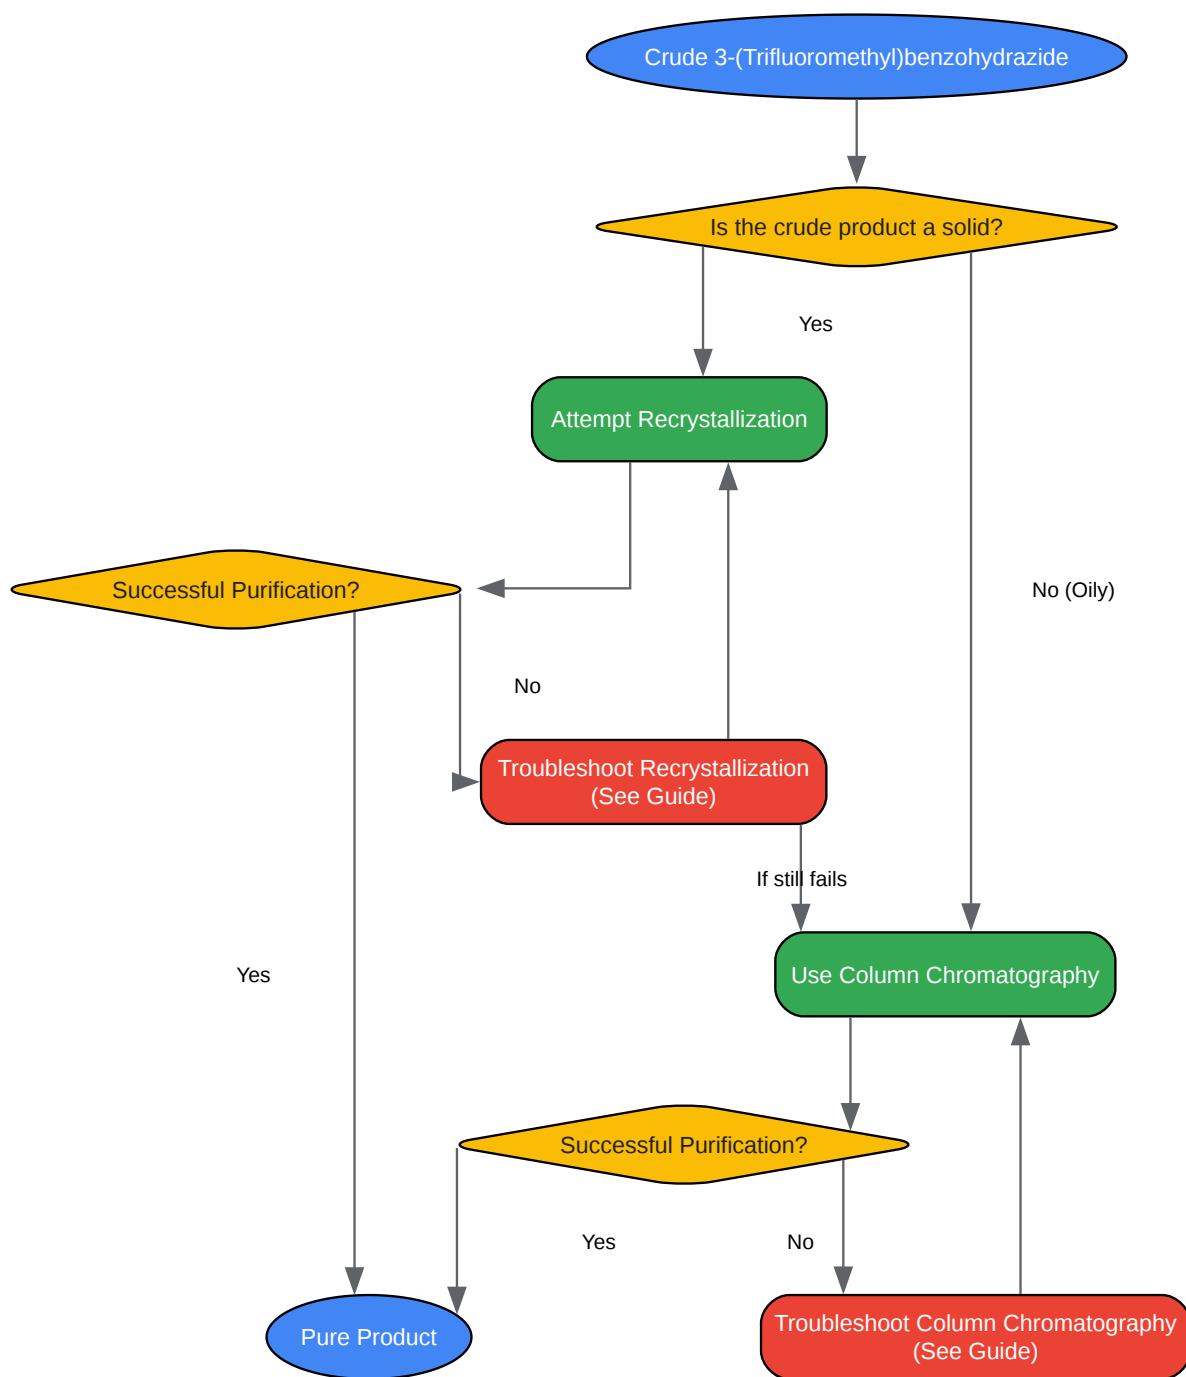 Crude 3-(Trifluoromethyl)benzohydrazide
Is the crude product a solid?
Yes
Attempt Recrystallization
Successful Purification?
No (Oily)
No
Troubleshoot Recrystallization
(See Guide)
If still fails
Yes
Use Column Chromatography
Successful Purification?
Yes
No
Pure Product
Troubleshoot Column Chromatography
(See Guide)